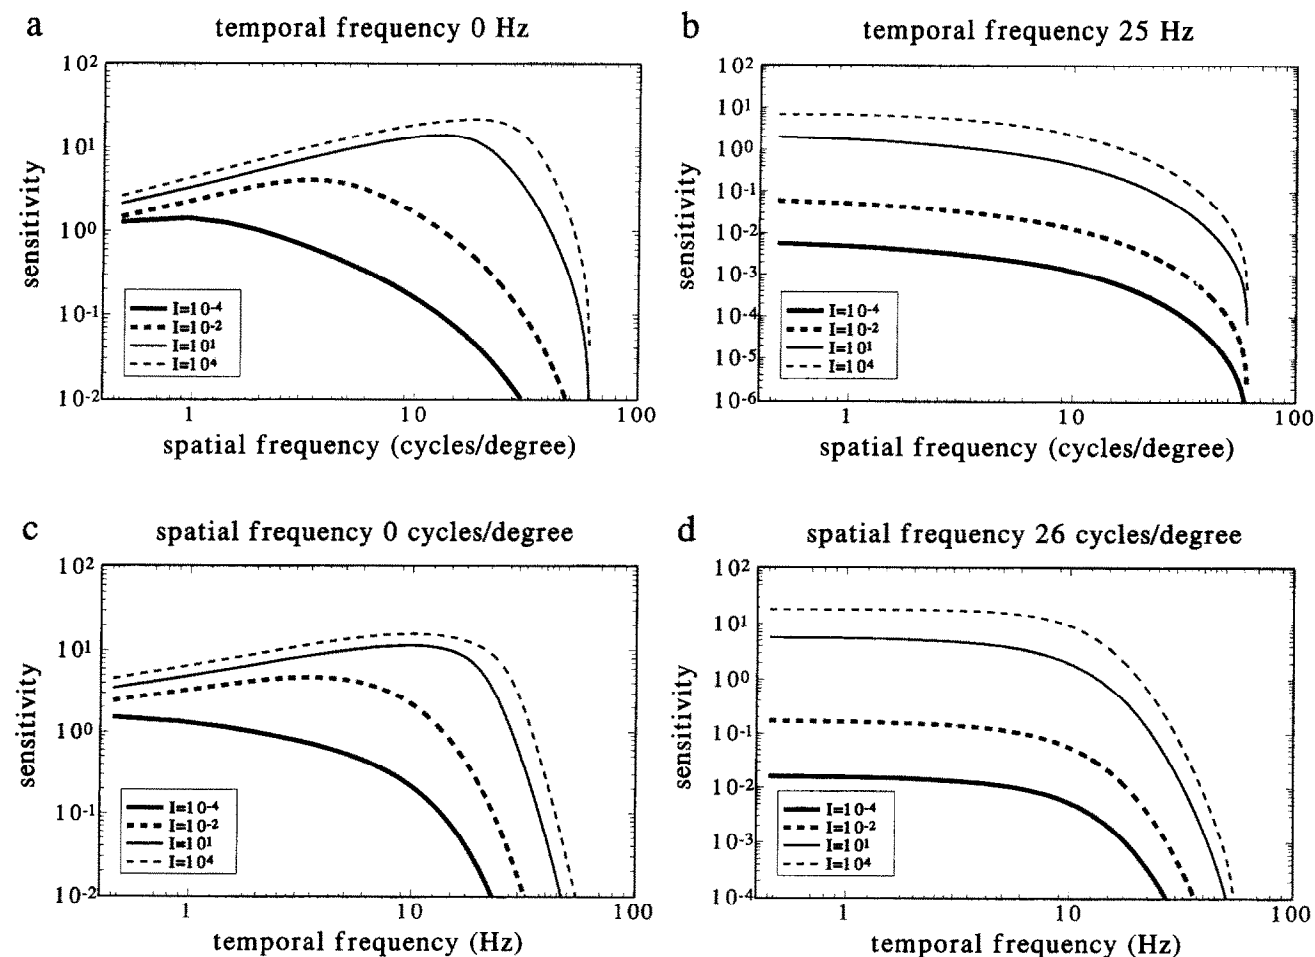 a
temporal frequency 0 Hz
10²
10¹
10⁰
10⁻¹
10⁻²
sensitivity
I=10⁻⁴
I=10⁻²
I=10¹
I=10⁴
1 10 100
spatial frequency (cycles/degree)
b
temporal frequency 25 Hz
10²
10¹
10⁰
10⁻¹
10⁻²
10⁻³
10⁻⁴
10⁻⁵
10⁻⁶
sensitivity
I=10⁻⁴
I=10⁻²
I=10¹
I=10⁴
1 10 100
spatial frequency (cycles/degree)
c
spatial frequency 0 cycles/degree
10²
10¹
10⁰
10⁻¹
10⁻²
sensitivity
I=10⁻⁴
I=10⁻²
I=10¹
I=10⁴
1 10 100
temporal frequency (Hz)
d
spatial frequency 26 cycles/degree
10²
10¹
10⁰
10⁻¹
10⁻²
10⁻³
10⁻⁴
sensitivity
I=10⁻⁴
I=10⁻²
I=10¹
I=10⁴
1 10 100
temporal frequency (Hz)